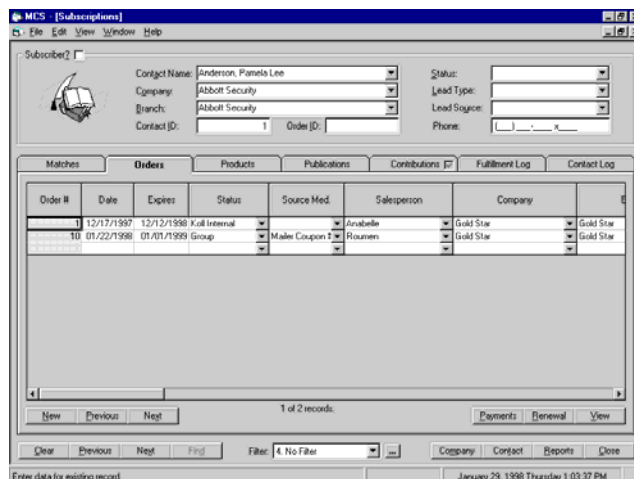 MCS - [Subscriptions]
File Edit View Window Help
Subscriber?
Contact Name: Anderson, Pamela Lee Status:
Company: Abbott Security Lead Type:
Branch: Abbott Security Lead Source:
Contact ID: 1 Order ID: Phone: (__) ___-____ x____
Matches Orders Products Publications Contributions Fulfillment Log Contact Log
Order # Date Expires Status Source Med. Salesperson Company
1 12/17/1997 12/12/1998 Koll Internal Anabelle Gold Star Gold Star
10 01/22/1998 01/01/1999 Group Mailer Coupon Roumen Gold Star Gold Star
1 of 2 records.
New Previous Next Payments Renewal View
Clear Previous Next Find Filter: 4. No Filter ... Company Contact Reports Close
Enter data for existing record January 29, 1998 Thursday 1:03:37 PM